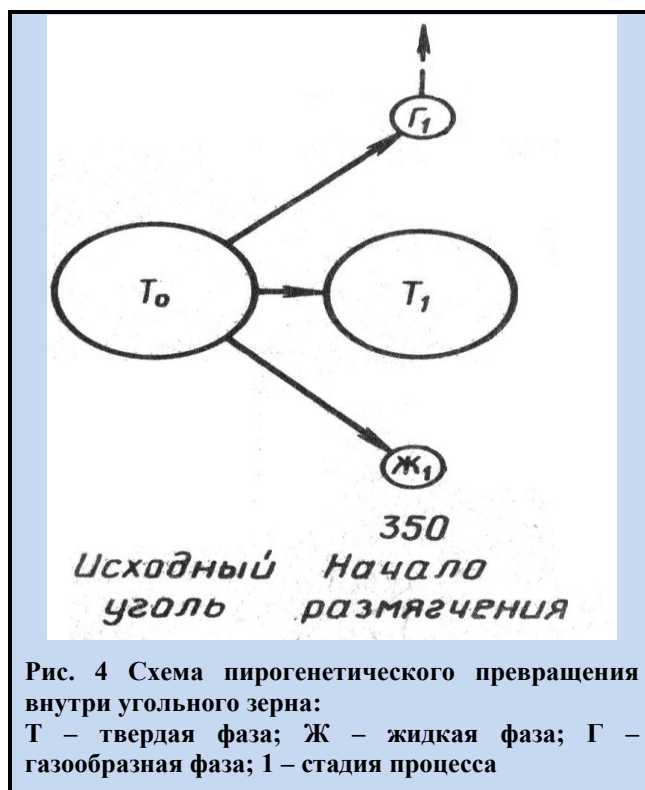 Г₁
Т₀
Т₁
Ж₁
350
Исходный Начало
уголь размягчения
Рис. 4 Схема пирогенетического превращения
внутри угольного зерна:
Т – твердая фаза; Ж – жидкая фаза; Г –
газообразная фаза; 1 – стадия процесса